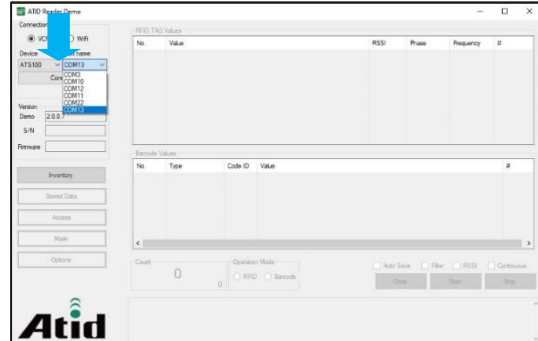 ATID Reader Demo
Connection
WiFi
Device
name
ATS100
COM13
COM3
COM10
COM12
COM11
COM22
COM13
Version
Demo 2.0.0.7
S/N
Firmware
Inventory
Stored Data
Access
Mask
Options
Atid
RFID TAG Values
No. Value RSSI Phase Frequency #
Barcode Values
No. Type Code ID Value #
Count
0
0
Operation Mode
RFID Barcode
Auto Save Filter RSSI Continuous
Clear Start Stop